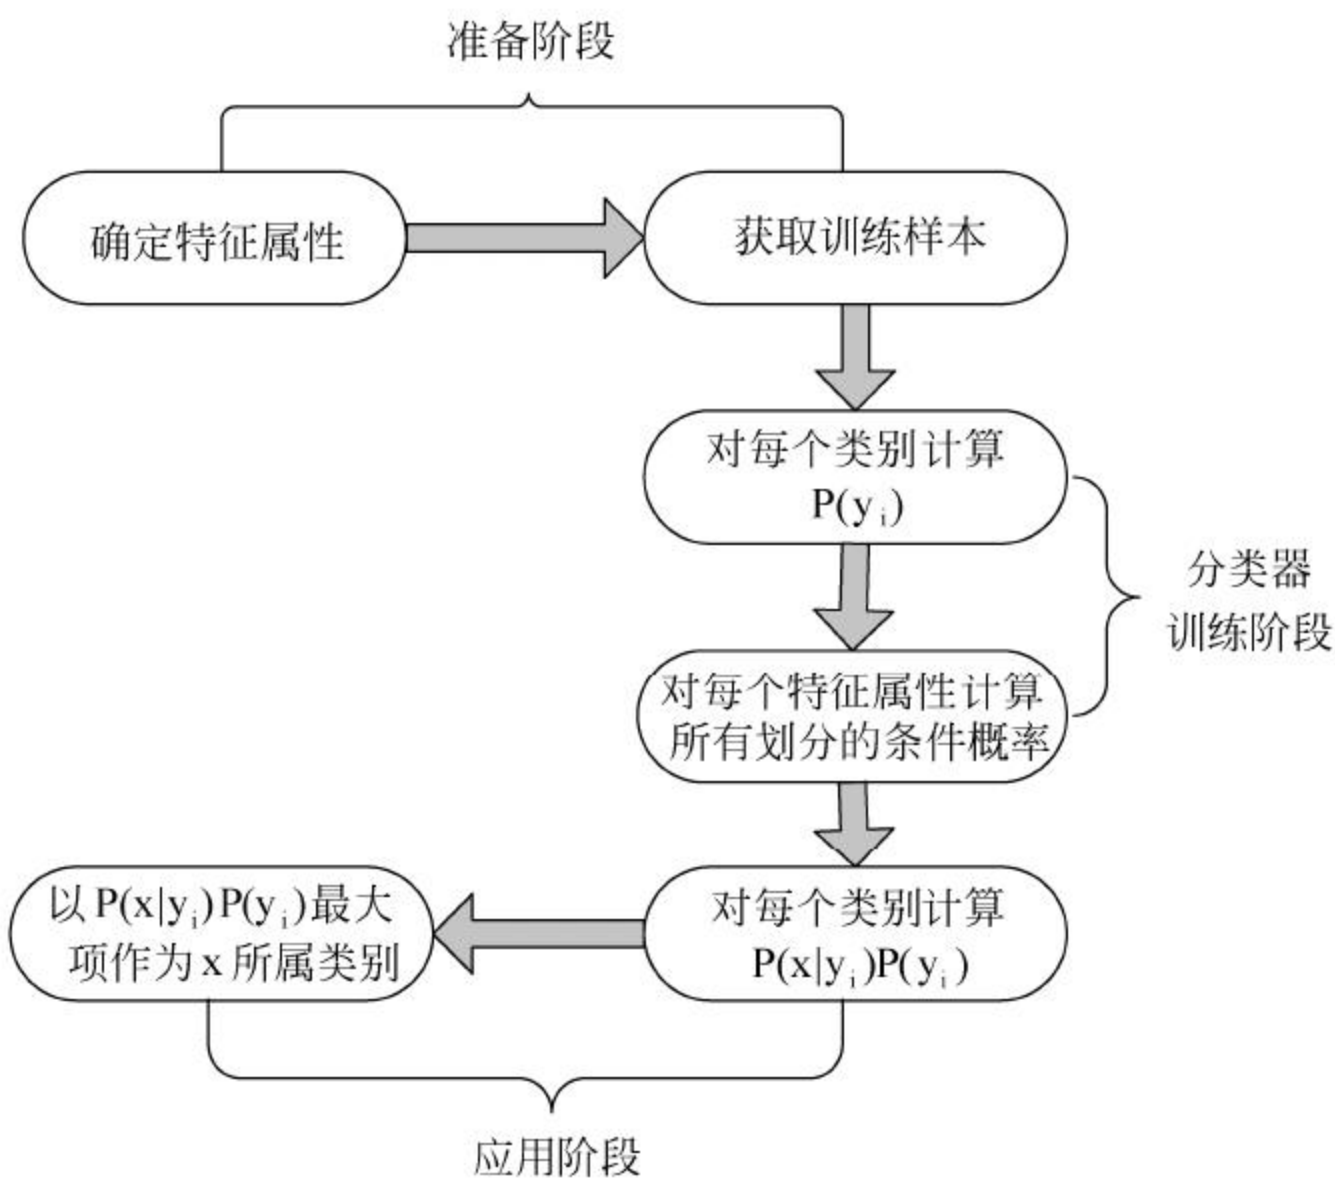 准备阶段
确定特征属性
获取训练样本
对每个类别计算
P(yᵢ)
分类器
训练阶段
对每个特征属性计算
所有划分的条件概率
对每个类别计算
P(x|yᵢ)P(yᵢ)
以P(x|yᵢ)P(yᵢ)最大
项作为x所属类别
应用阶段